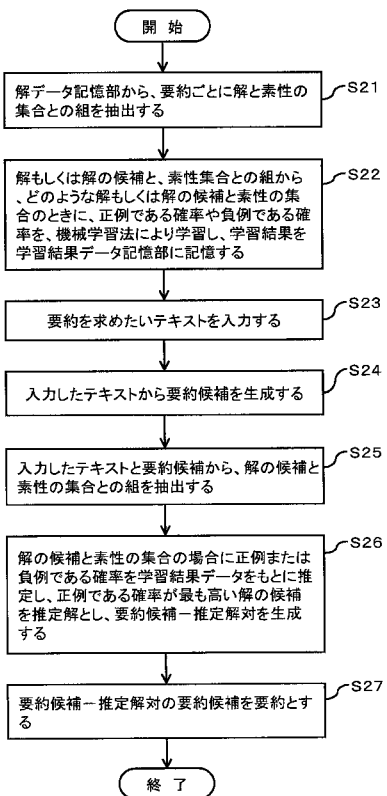 開 始
S21
解データ記憶部から、要約ごとに解と素性の
集合との組を抽出する
S22
解もしくは解の候補と、素性集合との組から
、どのような解もしくは解の候補と素性の集
合のときに、正例である確率や負例である確
率を、機械学習法により学習し、学習結果を
学習結果データ記憶部に記憶する
S23
要約を求めたいテキストを入力する
S24
入力したテキストから要約候補を生成する
S25
入力したテキストと要約候補から、解の候補と
素性の集合との組を抽出する
S26
解の候補と素性の集合の場合に正例または
負例である確率を学習結果データをもとに推
定し、正例である確率が最も高い解の候補
を推定解とし、要約候補－推定解対を生成
する
S27
要約候補－推定解対の要約候補を要約とす
る
終 了